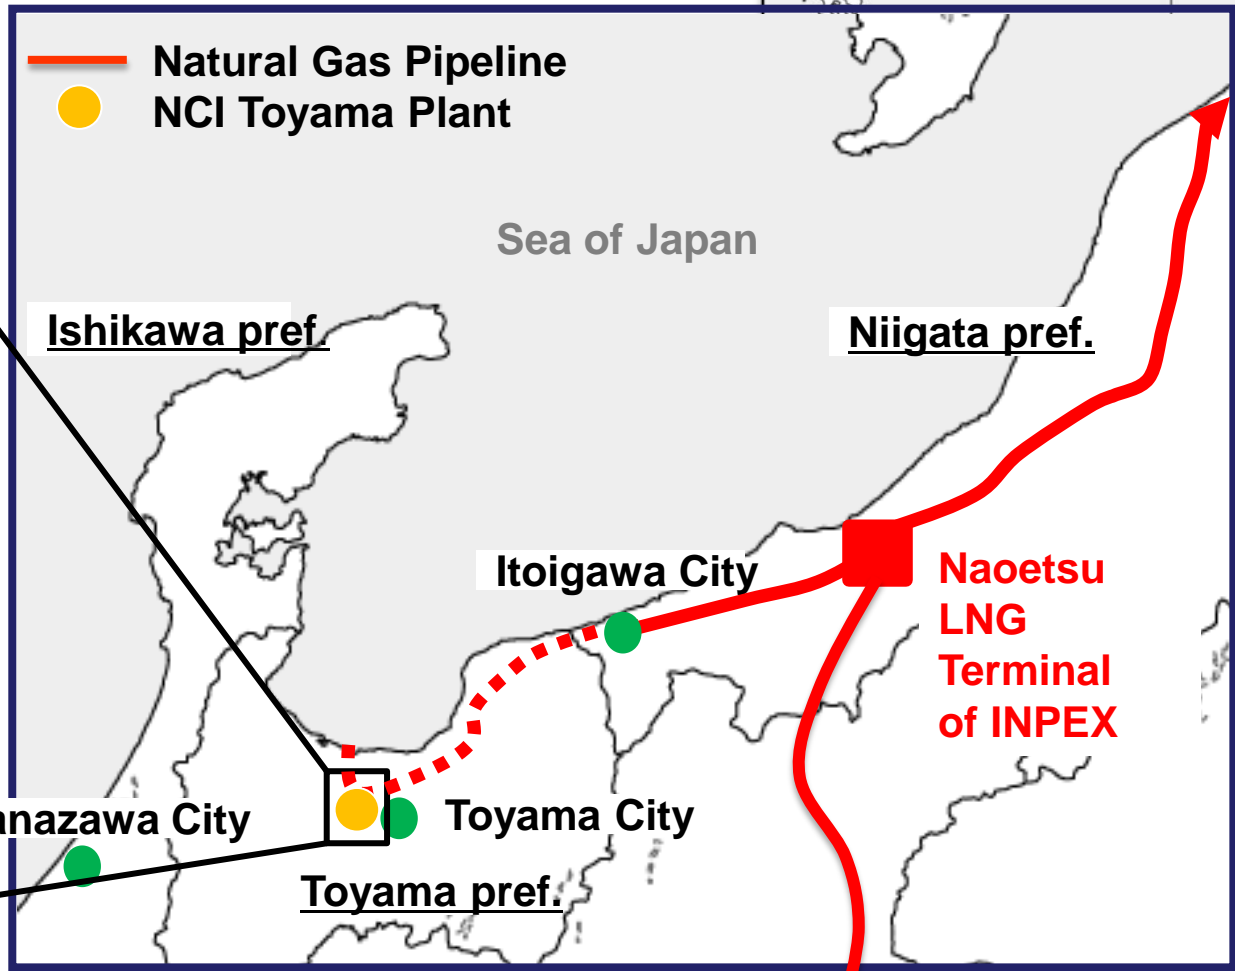 Natural Gas Pipeline
NCI Toyama Plant
Sea of Japan
Ishikawa pref.
Niigata pref.
Itoigawa City
Naoetsu
LNG
Terminal
of INPEX
anazawa City
Toyama City
Toyama pref.